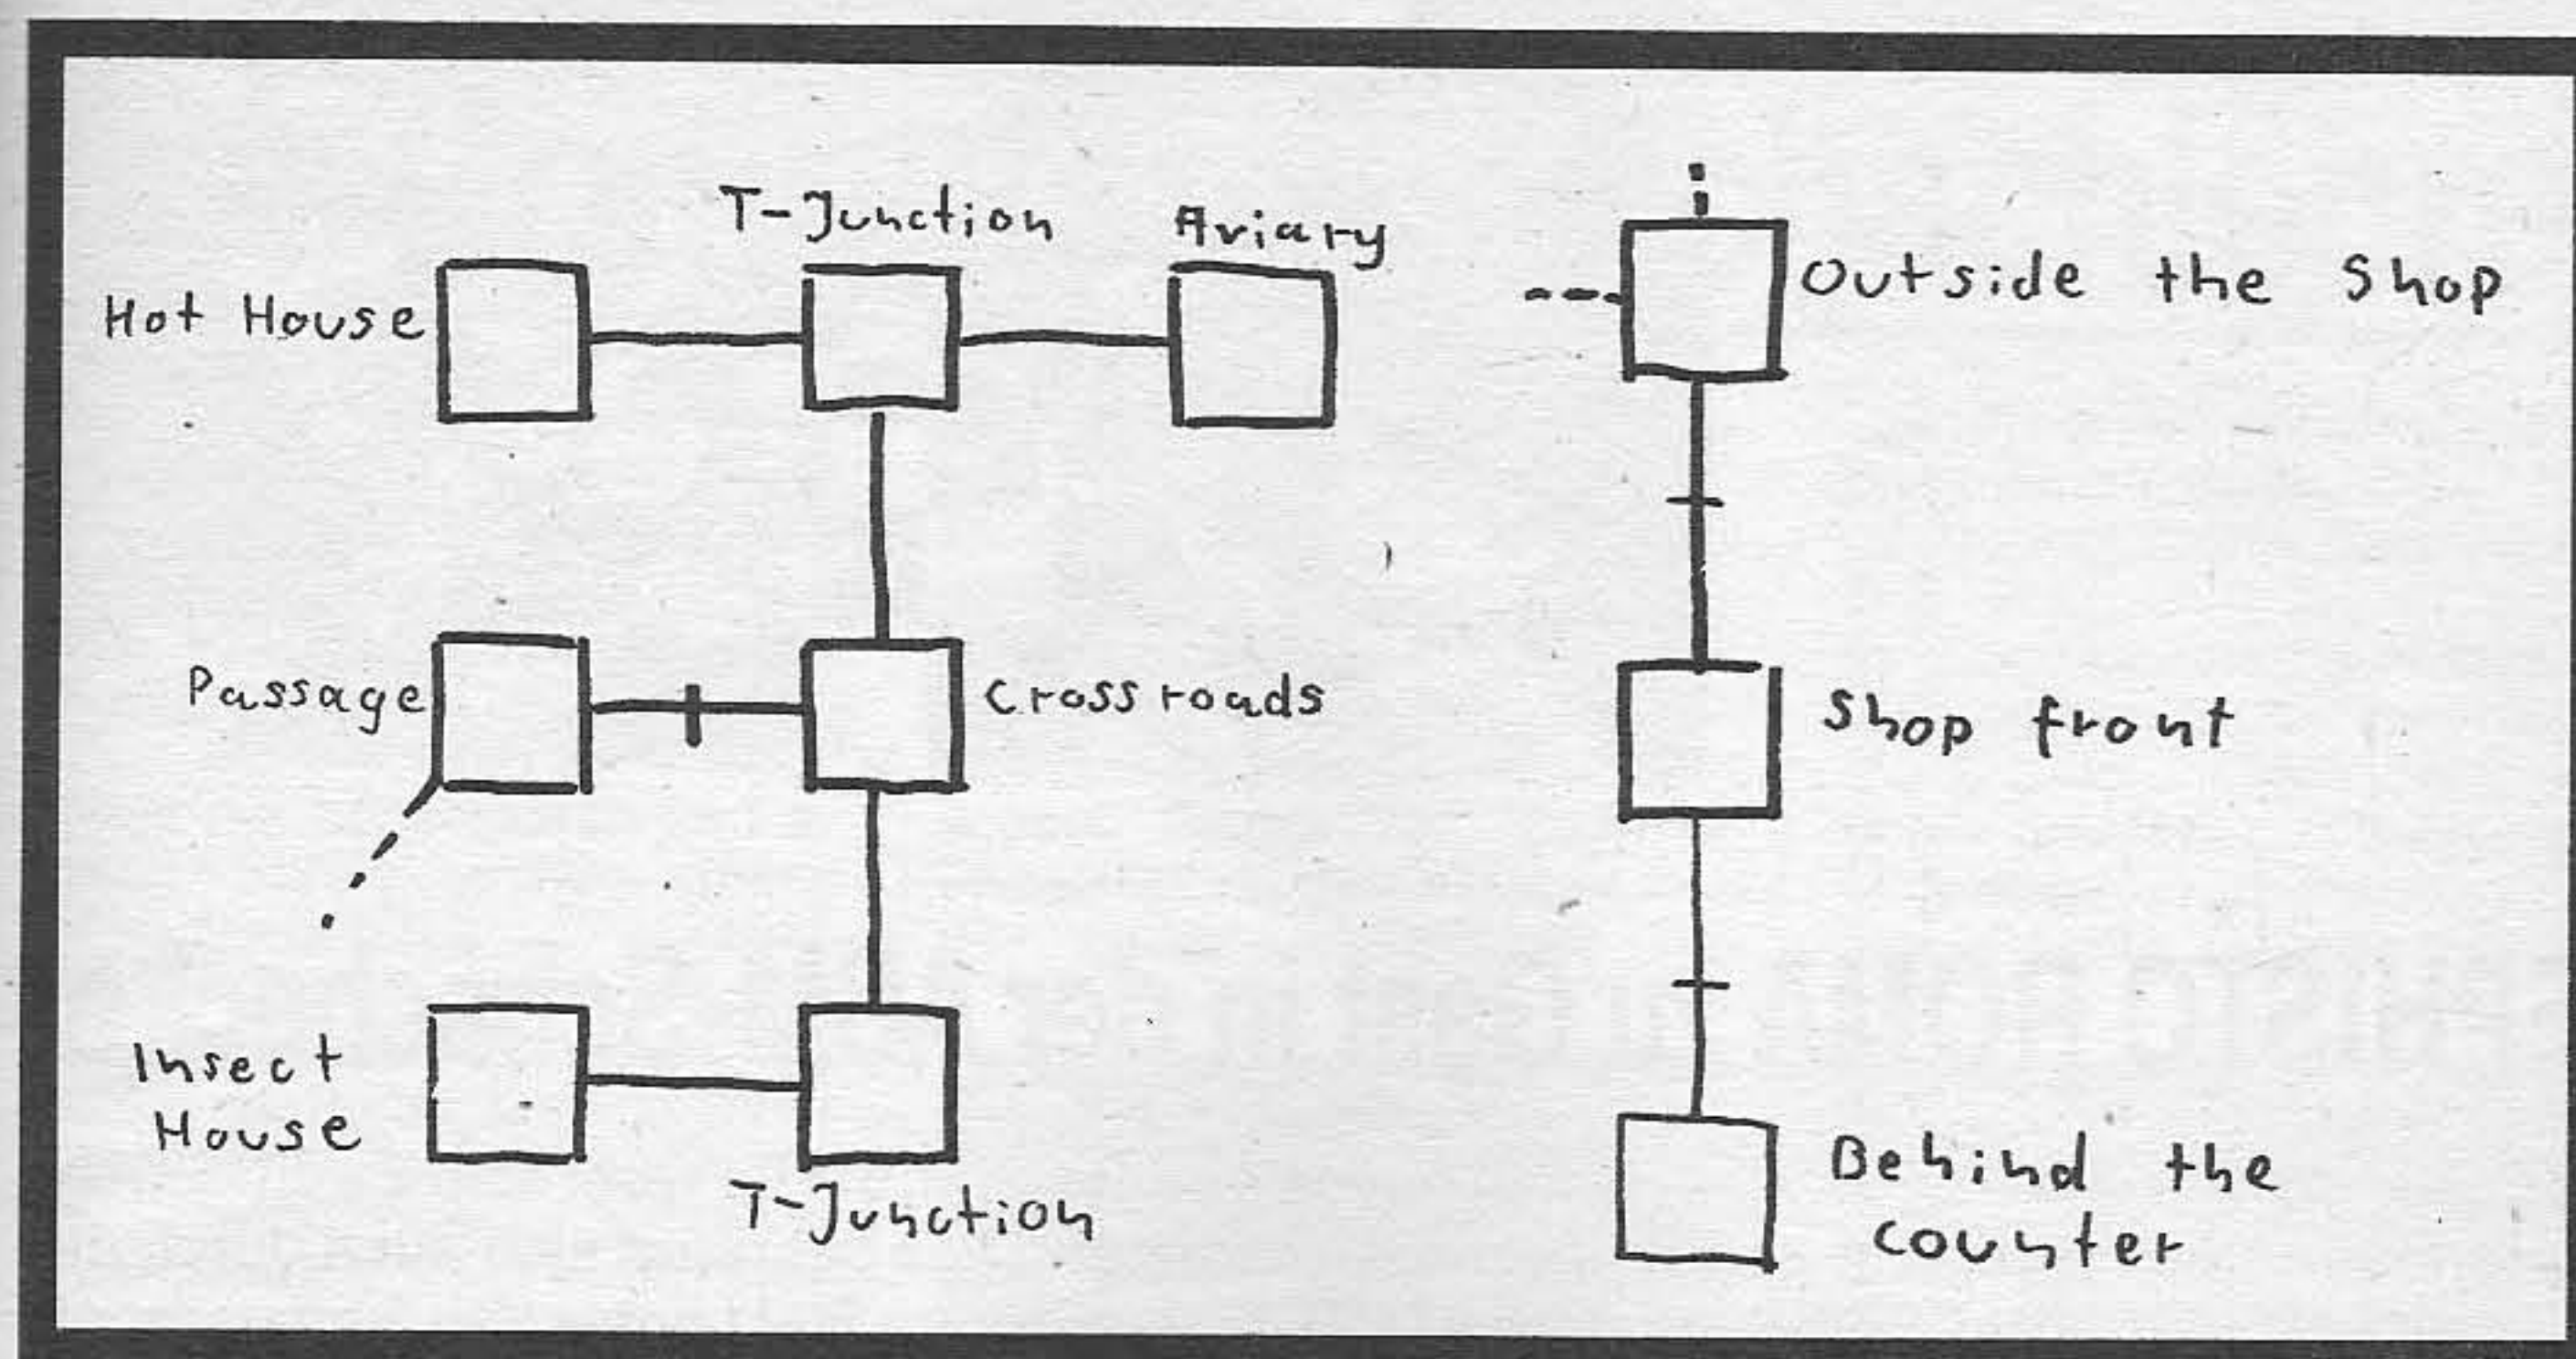 T-Junction
Aviary
Hot House
Outside the Shop
Passage
Crossroads
Shop front
Insect
House
T-Junction
Behind the
counter